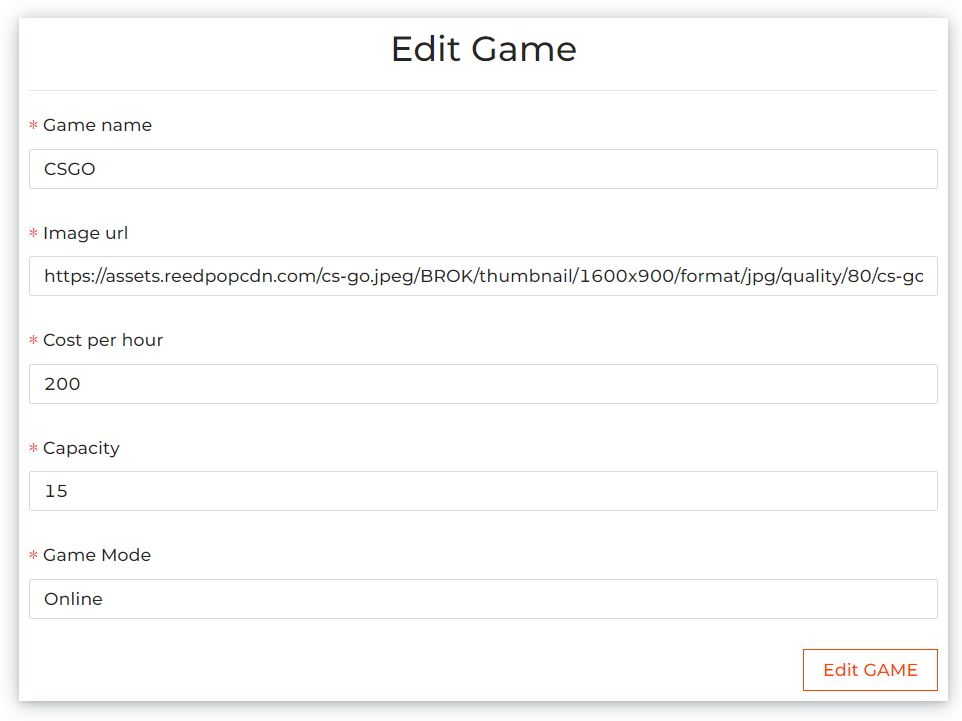 Edit Game
* Game name
CSGO
* Image url
https://assets.reedpopcdn.com/cs-go.jpeg/BROK/thumbnail/1600x900/format/jpg/quality/80/cs-go
* Cost per hour
200
* Capacity
15
* Game Mode
Online
Edit GAME